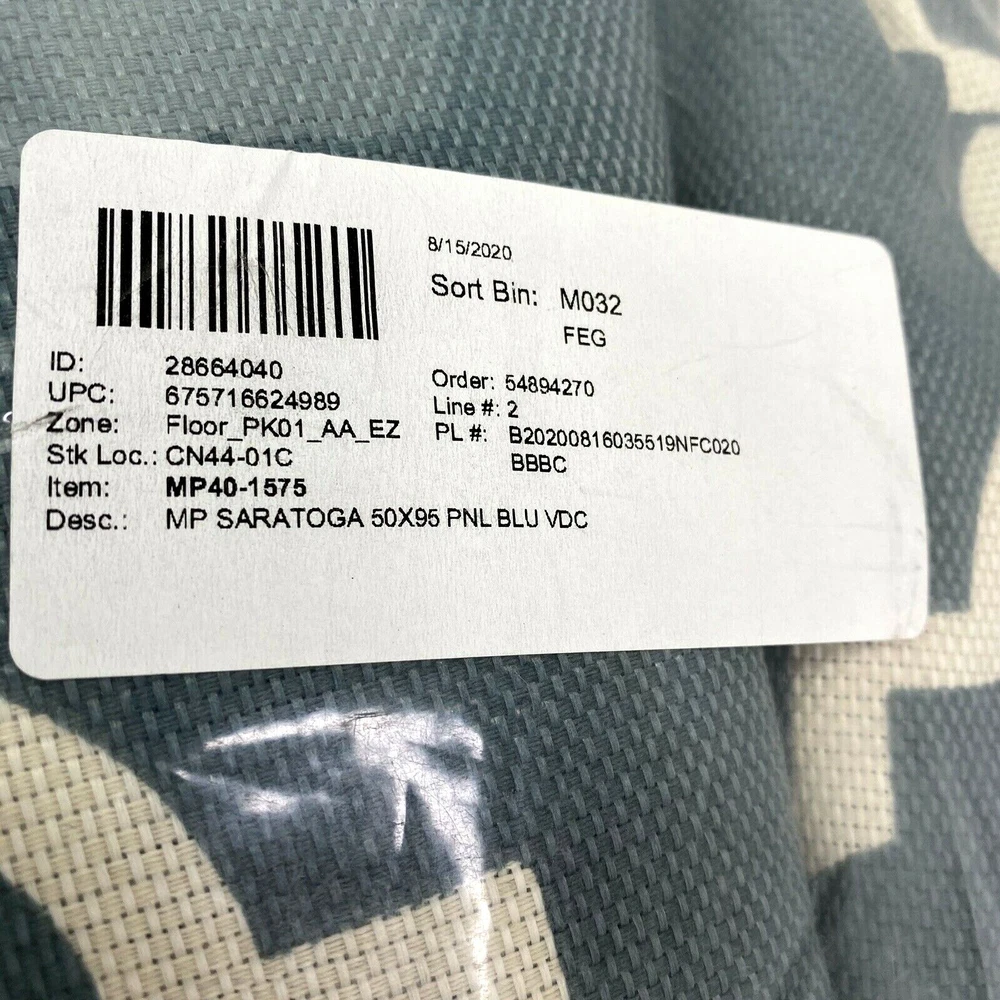 8/15/2020
Sort Bin: M032
FEG
ID: 28664040
UPC: 675716624989
Zone: Floor_PK01_AA_EZ
Stk Loc.: CN44-01C
Item: MP40-1575
Desc.: MP SARATOGA 50X95 PNL BLU VDC
Order: 54894270
Line #: 2
PL #: B20200816035519NFC020
BBBC